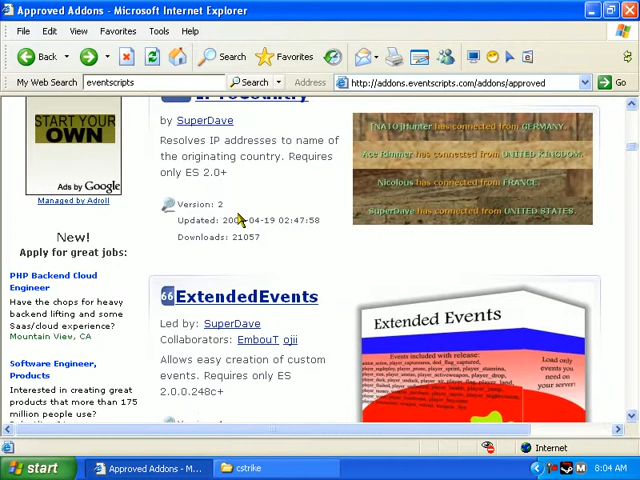 Approved Addons - Microsoft Internet Explorer
File Edit View Favorites Tools Help
Back Search Favorites
My Web Search eventscripts Search Address http://addons.eventscripts.com/addons/approved Go
START YOUR
OWN
Ads by Google
Managed by Adroll
New!
Apply for great jobs:
PHP Backend Cloud
Engineer
Have the chops for heavy
backend lifting and some
Saas/cloud experience?
Mountain View, CA
Software Engineer,
Products
Interested in creating great
products that more than 175
million people use?
IPToCountry
by SuperDave
Resolves IP addresses to name of
the originating country. Requires
only ES 2.0+
Version: 2
Updated: -04-19 02:47:58
Downloads: 21057
[NATO]Hunter has connected from GERMANY.
Ace Rimmer has connected from UNITED KINGDOM.
Nicolous has connected from FRANCE.
SuperDave has connected from UNITED STATES.
66 ExtendedEvents
Led by: SuperDave
Collaborators: EmbouT ojii
Allows easy creation of custom
events. Requires only ES
2.0.0.248c+
Extended Events
Events included with release:
Load only
events you
need on
your server!
Internet
start Approved Addons - M... cstrike 8:04 AM